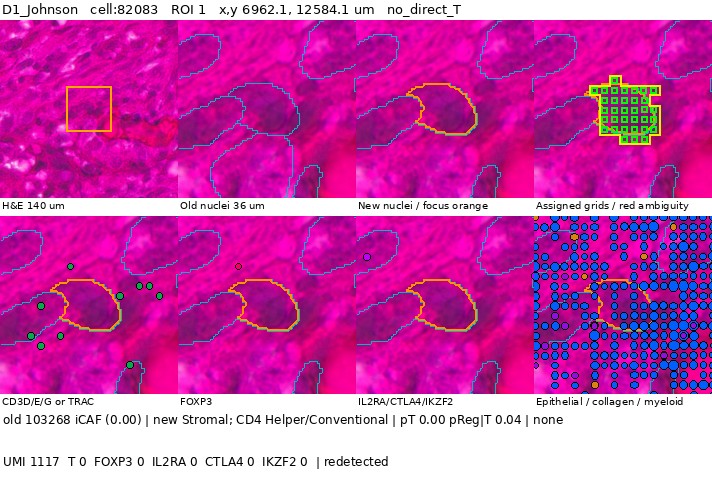 D1_Johnson cell:82083 ROI 1 x,y 6962.1, 12584.1 um no_direct_T
H&E 140 um
Old nuclei 36 um
New nuclei / focus orange
Assigned grids / red ambiguity
CD3D/E/G or TRAC
FOXP3
IL2RA/CTLA4/IKZF2
Epithelial / collagen / myeloid
old 103268 iCAF (0.00) | new Stromal; CD4 Helper/Conventional | pT 0.00 pReg|T 0.04 | none
UMI 1117 T 0 FOXP3 0 IL2RA 0 CTLA4 0 IKZF2 0 | redetected